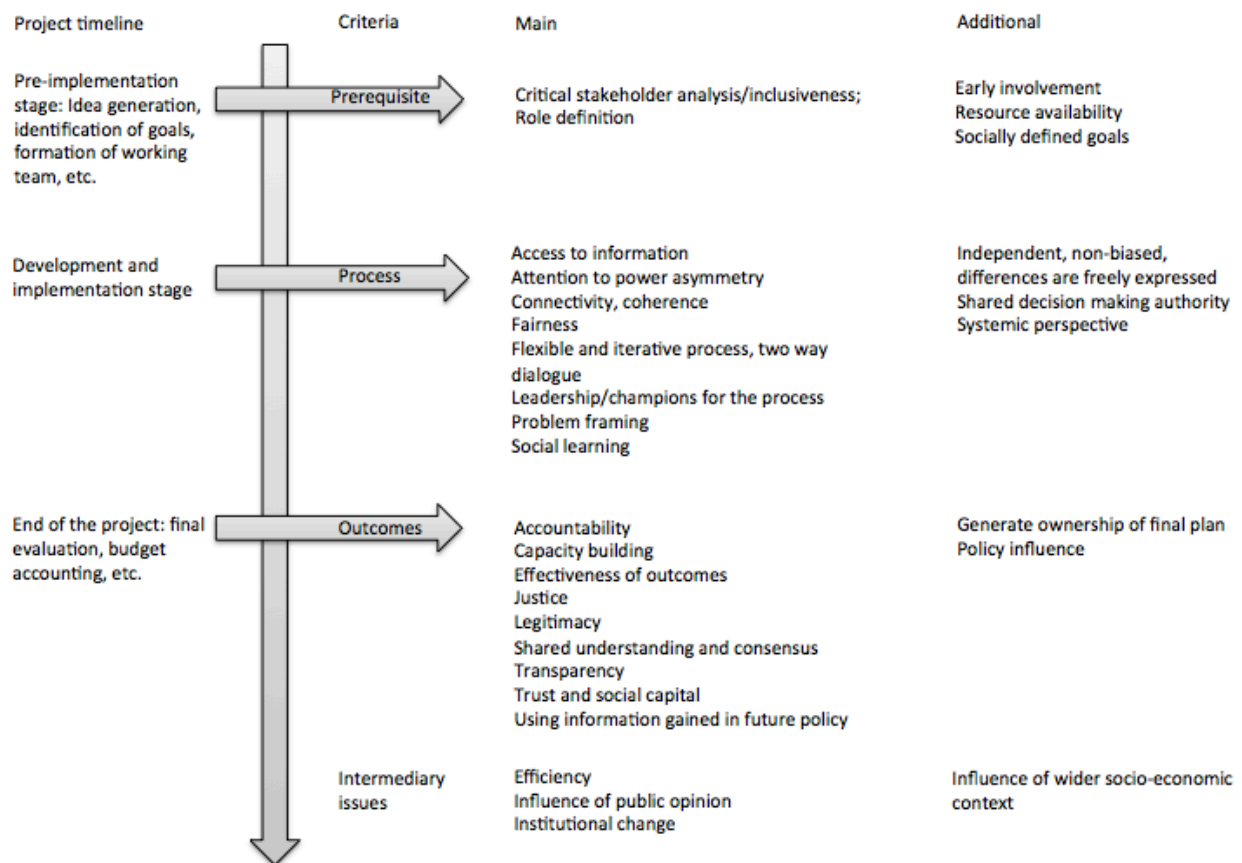 Project timeline
Criteria
Main
Additional
Pre-implementation
stage: Idea generation,
identification of goals,
formation of working
team, etc.
Prerequisite
Critical stakeholder analysis/inclusiveness;
Role definition
Early involvement
Resource availability
Socially defined goals
Development and
implementation stage
Process
Access to information
Attention to power asymmetry
Connectivity, coherence
Fairness
Flexible and iterative process, two way
dialogue
Leadership/champions for the process
Problem framing
Social learning
Independent, non-biased,
differences are freely expressed
Shared decision making authority
Systemic perspective
End of the project: final
evaluation, budget
accounting, etc.
Outcomes
Accountability
Capacity building
Effectiveness of outcomes
Justice
Legitimacy
Shared understanding and consensus
Transparency
Trust and social capital
Using information gained in future policy
Generate ownership of final plan
Policy influence
Intermediary
issues
Efficiency
Influence of public opinion
Institutional change
Influence of wider socio-economic
context